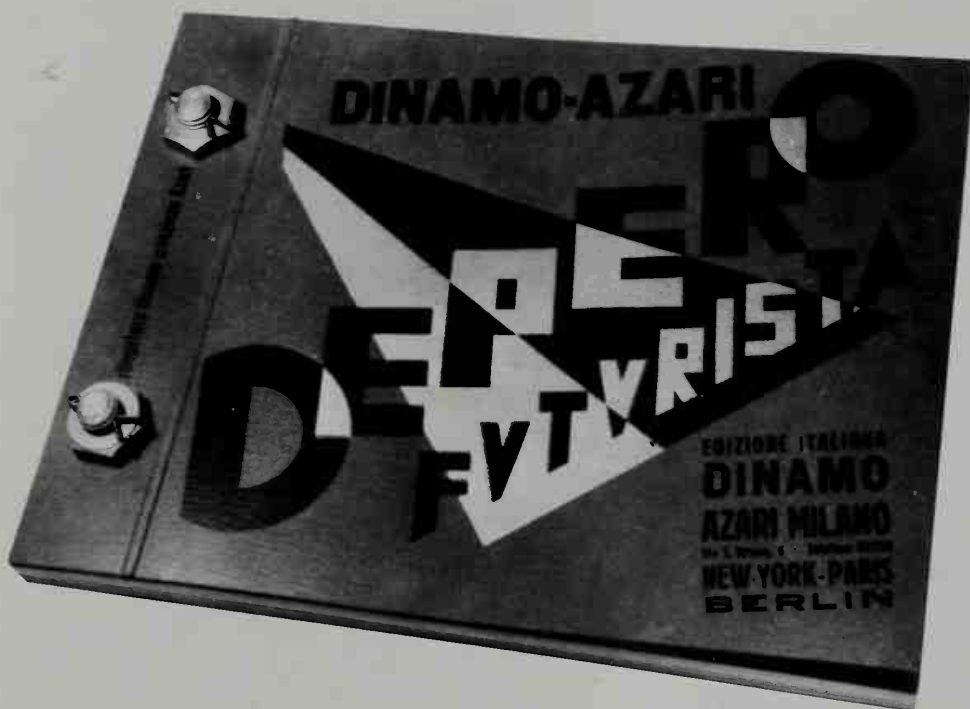 DINAMO-AZARI
DEPERO
FVTVRISTA
EDIZIONE ITALIANA
DINAMO
AZARI MILANO
NEW-YORK-PARIS
BERLIN